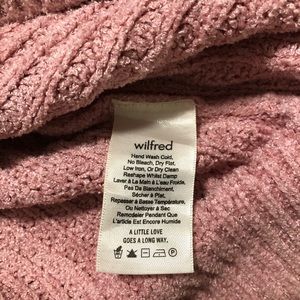 wilfred
Hand Wash Cold,
No Bleach, Dry Flat,
Low Iron, Or Dry Clean
Reshape Whilst Damp
Laver À La Main À L'eau Froide,
Pas De Blanchiment,
Sécher À Plat,
Repasser À Basse Température,
Ou Nettoyer À Sec
Remodeler Pendant Que
L'article Est Encore Humide
A LITTLE LOVE
GOES A LONG WAY.